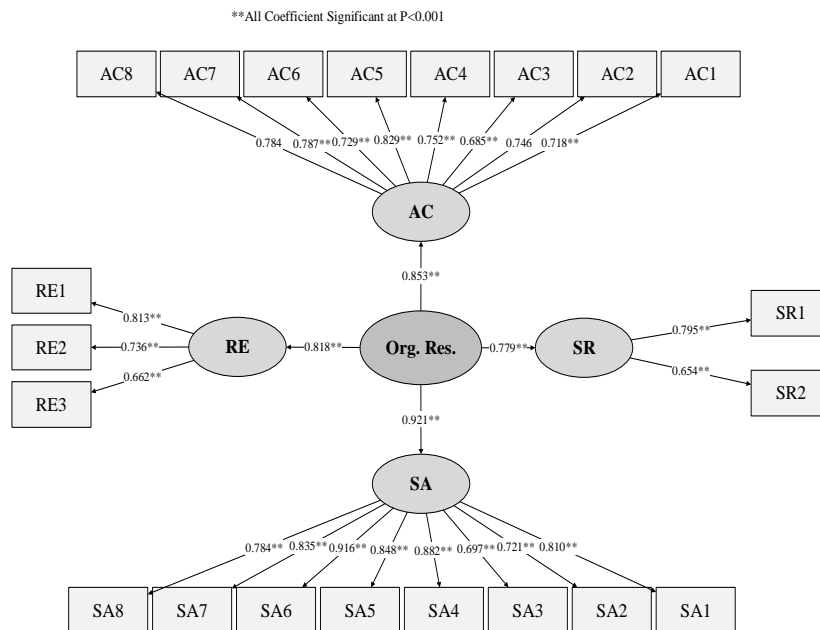 **All Coefficient Significant at P<0.001
AC8 AC7 AC6 AC5 AC4 AC3 AC2 AC1
0.784 0.787** 0.729** 0.829** 0.752** 0.685** 0.746 0.718**
AC
0.853**
RE1
0.813**
RE2
0.736**
RE3
0.662**
RE
0.818**
Org. Res.
0.779**
SR
0.795**
SR1
0.654**
SR2
0.921**
SA
0.784** 0.835** 0.916** 0.848** 0.882** 0.697** 0.721** 0.810**
SA8 SA7 SA6 SA5 SA4 SA3 SA2 SA1